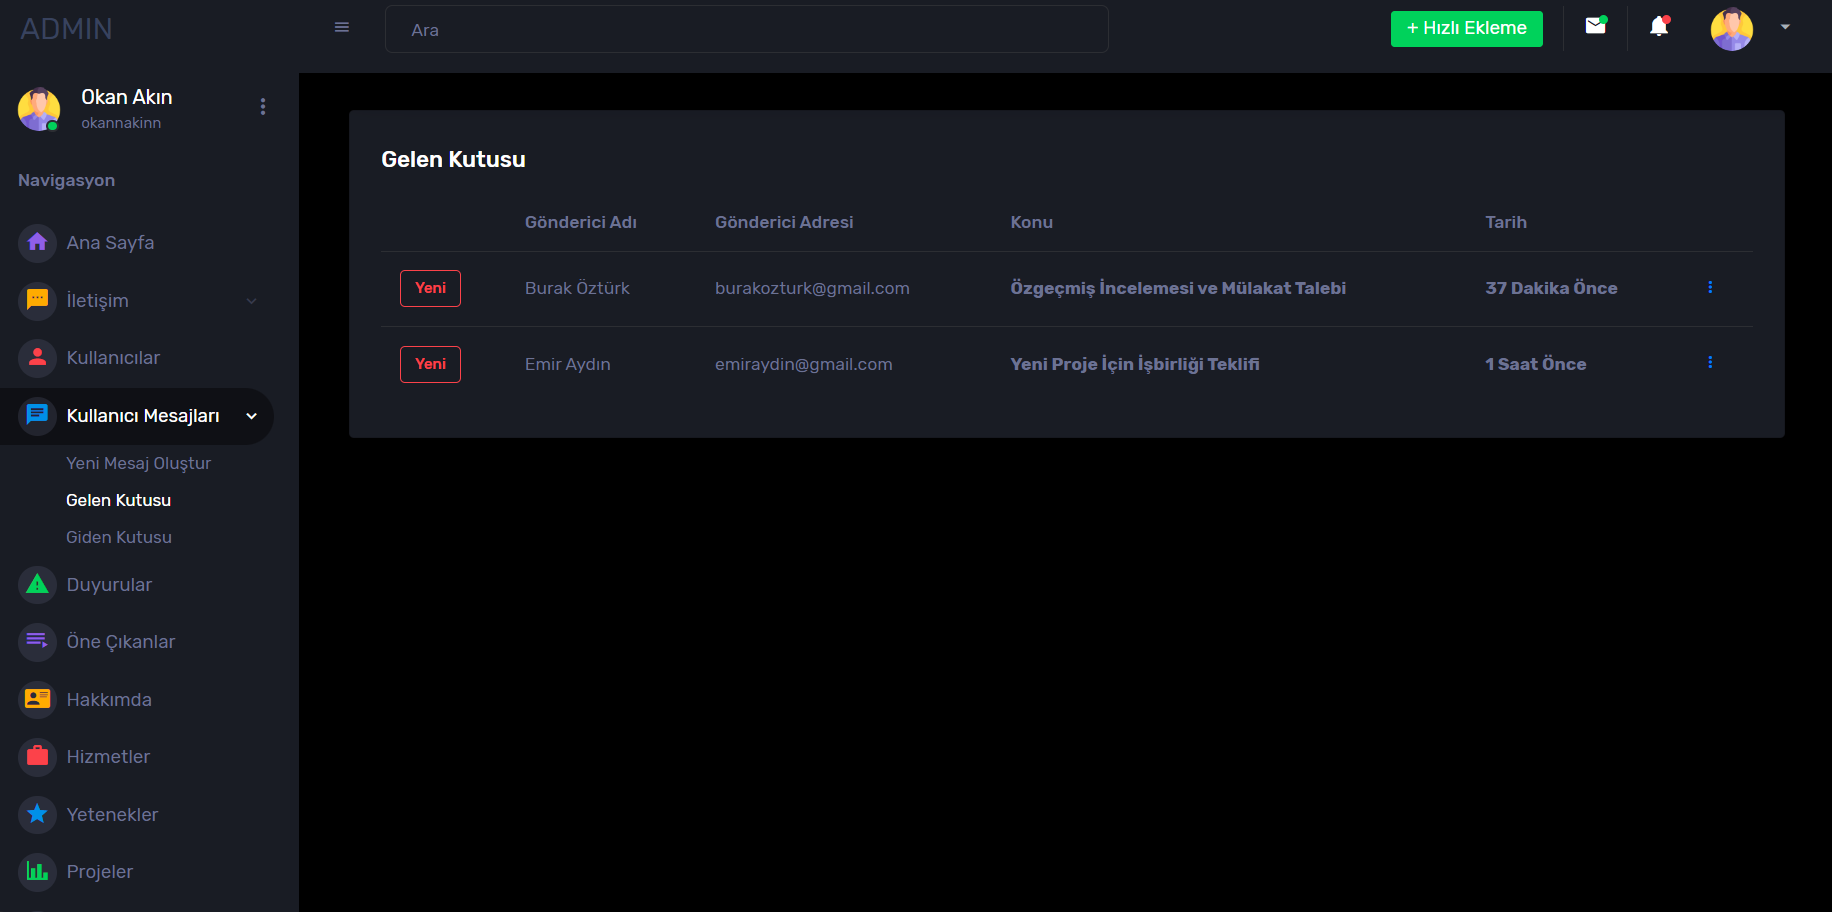 ADMIN
Ara
+ Hızlı Ekleme
Okan Akın
okannakinn
Navigasyon
Ana Sayfa
İletişim
Kullanıcılar
Kullanıcı Mesajları
Yeni Mesaj Oluştur
Gelen Kutusu
Giden Kutusu
Duyurular
Öne Çıkanlar
Hakkımda
Hizmetler
Yetenekler
Projeler
Gelen Kutusu
Gönderici Adı Gönderici Adresi Konu Tarih
Yeni Burak Öztürk burakozturk@gmail.com Özgeçmiş İncelemesi ve Mülakat Talebi 37 Dakika Önce
Yeni Emir Aydın emiraydin@gmail.com Yeni Proje İçin İşbirliği Teklifi 1 Saat Önce